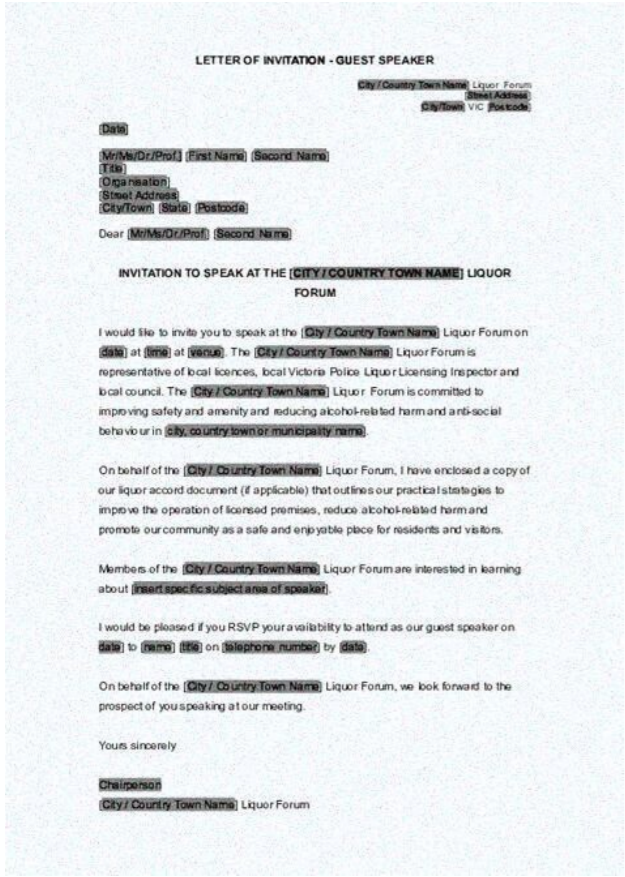 LETTER OF INVITATION - GUEST SPEAKER
[City / Country Town Name] Liquor Forum
[Street Address]
[City/Town] VIC [Postcode]
[Date]
[Mr/Ms/Dr./Prof.] [First Name] [Second Name]
[Title]
[Organisation]
[Street Address]
[City/Town] [State] [Postcode]
Dear [Mr/Ms/Dr./Prof.] [Second Name]
INVITATION TO SPEAK AT THE [CITY / COUNTRY TOWN NAME] LIQUOR
FORUM
I would like to invite you to speak at the [City / Country Town Name] Liquor Forum on
[date] at [time] at [venue]. The [City / Country Town Name] Liquor Forum is
representative of local licences, local Victoria Police Liquor Licensing Inspector and
local council. The [City / Country Town Name] Liquor Forum is committed to
improving safety and amenity and reducing alcohol-related harm and anti-social
behaviour in [city, country town or municipality name].
On behalf of the [City / Country Town Name] Liquor Forum, I have enclosed a copy of
our liquor accord document (if applicable) that outlines our practical strategies to
improve the operation of licensed premises, reduce alcohol-related harm and
promote our community as a safe and enjoyable place for residents and visitors.
Members of the [City / Country Town Name] Liquor Forum are interested in learning
about [insert specific subject area of speaker].
I would be pleased if you RSVP your availability to attend as our guest speaker on
[date] to [name] [title] on [telephone number] by [date].
On behalf of the [City / Country Town Name] Liquor Forum, we look forward to the
prospect of you speaking at our meeting.
Yours sincerely
Chairperson
[City / Country Town Name] Liquor Forum